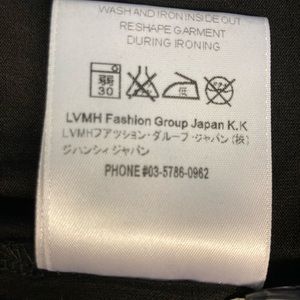 WASH AND IRON INSIDE OUT
RESHAPE GARMENT
DURING IRONING
30 低
LVMH Fashion Group Japan K.K
LVMHファッション・グループ・ジャパン(株)
ジバンシィジャパン
PHONE #03-5786-0962